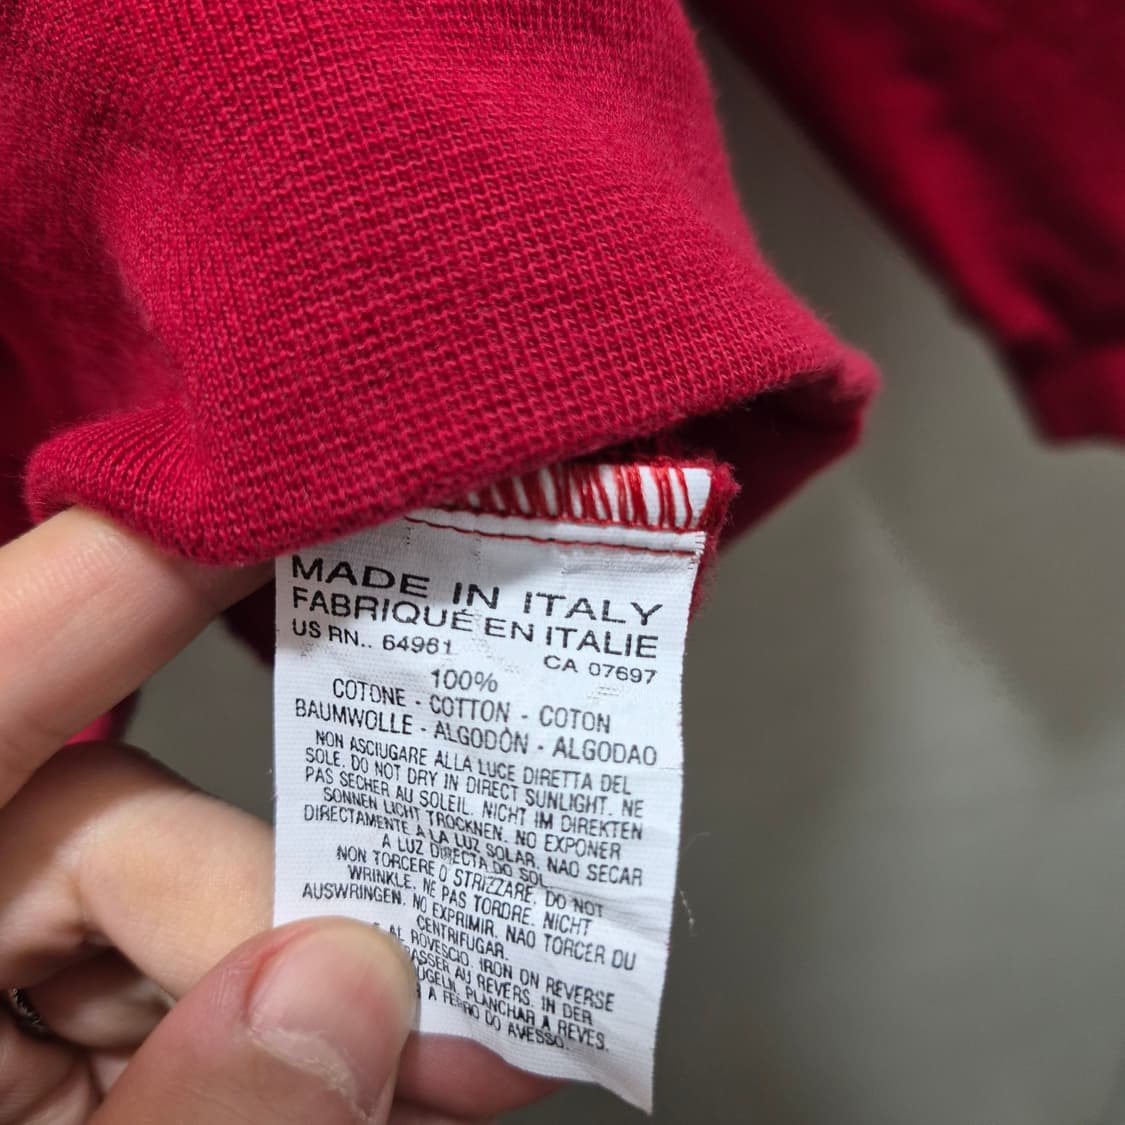 MADE IN ITALY
FABRIQUÉ EN ITALIE
US RN.. 64961 CA 07697
100%
COTONE - COTTON - COTON
BAUMWOLLE - ALGODÒN - ALGODAO
NON ASCIUGARE ALLA LUCE DIRETTA DEL
SOLE. DO NOT DRY IN DIRECT SUNLIGHT. NE
PAS SECHER AU SOLEIL. NICHT IM DIREKTEN
SONNEN LICHT TROCKNEN. NO EXPONER
DIRECTAMENTE A LA LUZ SOLAR. NAO SECAR
A LUZ DIRECTA DO SOL.
NON TORCERE O STRIZZARE. DO NOT
WRINKLE. NE PAS TORDRE. NICHT
AUSWRINGEN. NO EXPRIMIR. NAO TORCER OU
CENTRIFUGAR.
AL ROVESCIO. IRON ON REVERSE
AU REVERS. IN DER
PLANCHAR A REVES.
A FERRO DO AVESSO.